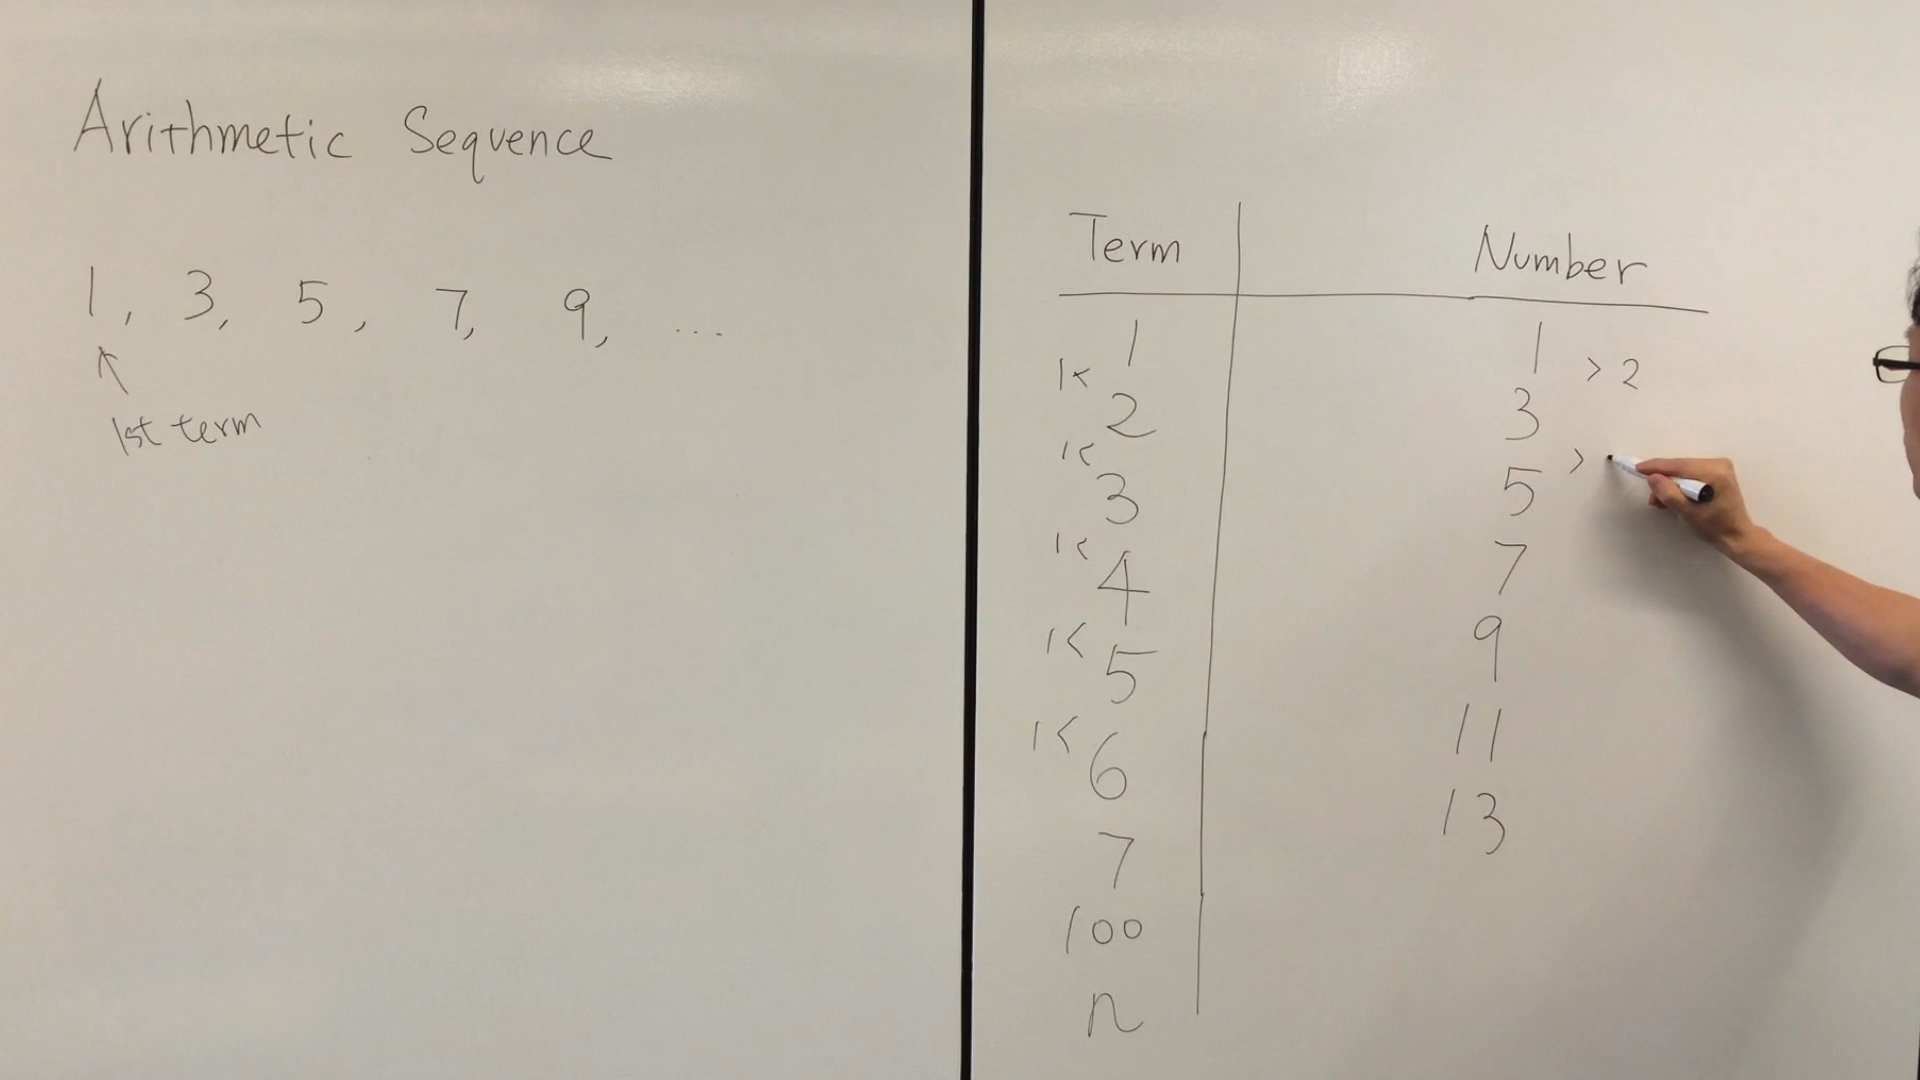 Arithmetic Sequence
1, 3, 5, 7, 9, ...
1st term
Term Number
1 1
1< > 2
2 3
1< >
3 5
1<
4 7
1<
5 9
1<
6 11
7 13
100
n